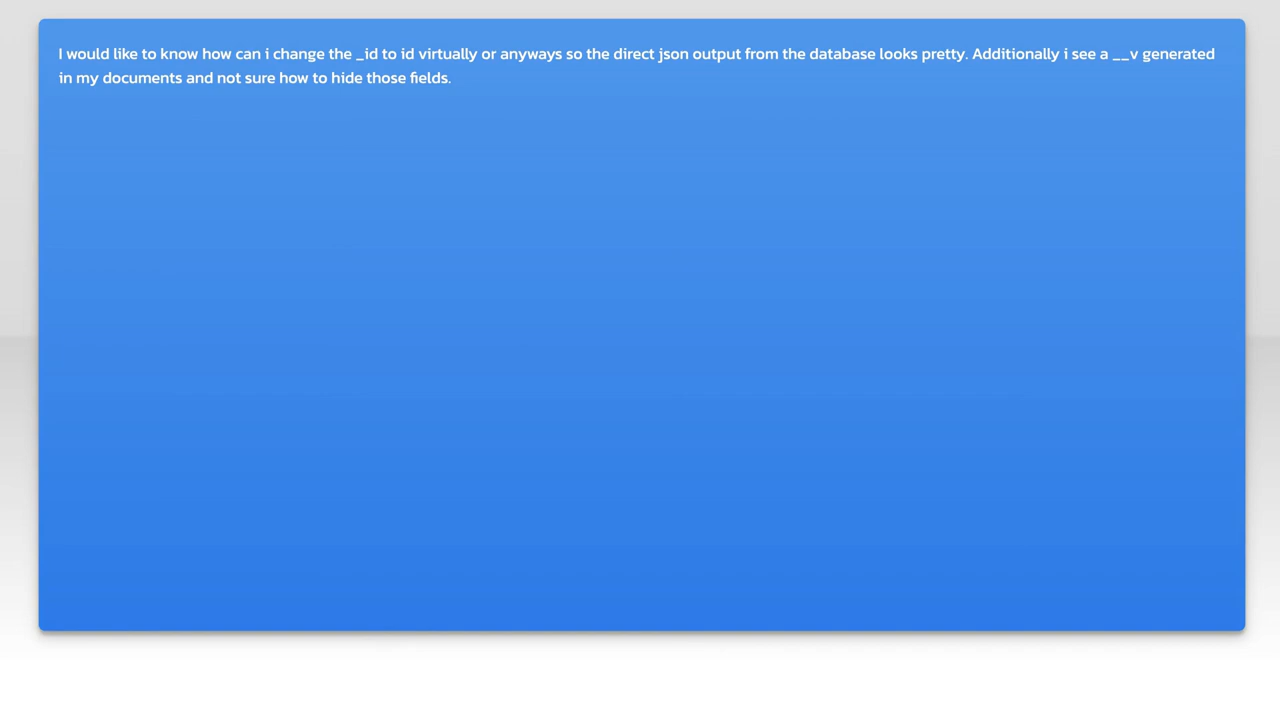 I would like to know how can i change the _id to id virtually or anyways so the direct json output from the database looks pretty. Additionally i see a __v generated
in my documents and not sure how to hide those fields.